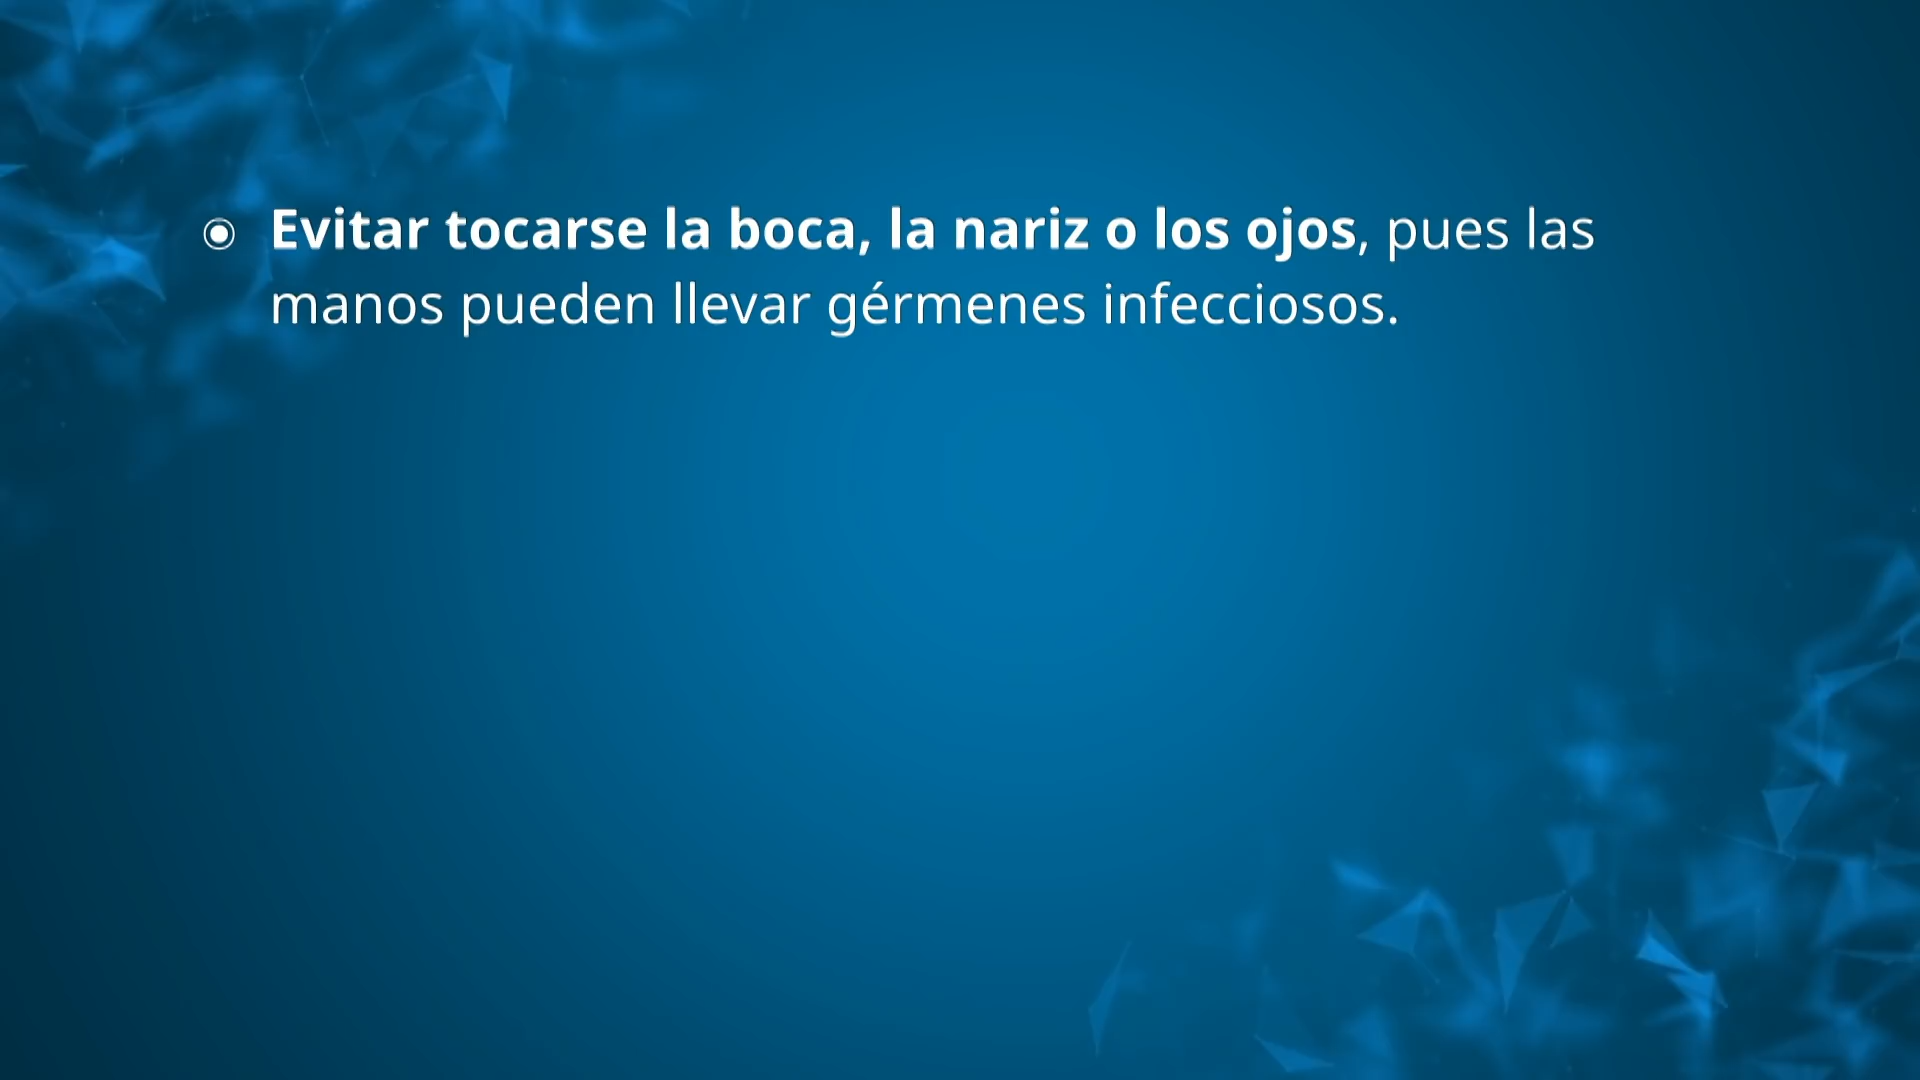 Evitar tocarse la boca, la nariz o los ojos, pues las
manos pueden llevar gérmenes infecciosos.